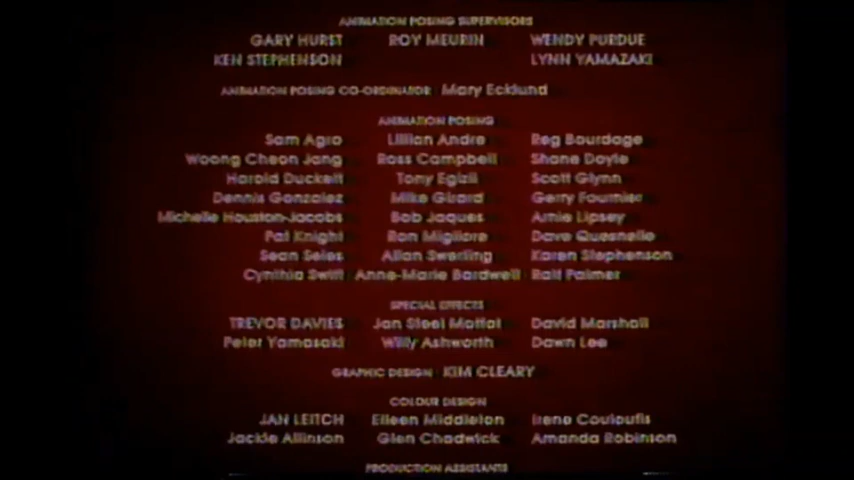 ANIMATION POSING SUPERVISORS
GARY HURST ROY MEURIN WENDY PURDUE
KEN STEPHENSON LYNN YAMAZAKI
ANIMATION POSING CO-ORDINATOR Mary Ecklund
ANIMATION POSING
Sam Agro Lillian Andre Reg Bourdage
Woong Cheon Jang Ross Campbell Shane Doyle
Harold Duckett Tony Egizii Scott Glynn
Dennis Gonzalez Mike Girard Gerry Fournier
Michelle Houston-Jacobs Bob Jaques Arnie Lipsey
Pat Knight Ron Migliore Dave Quesnelle
Sean Seles Allan Swerling Karen Stephenson
Cynthia Swift Anne-Marie Bardwell Ralf Palmer
SPECIAL EFFECTS
TREVOR DAVIES Jan Steel Moffat David Marshall
Peter Yamasaki Willy Ashworth Dawn Lee
GRAPHIC DESIGN KIM CLEARY
COLOUR DESIGN
JAN LEITCH Eileen Middleton Irene Couloufis
Jackie Allinson Glen Chadwick Amanda Robinson
PRODUCTION ASSISTANTS